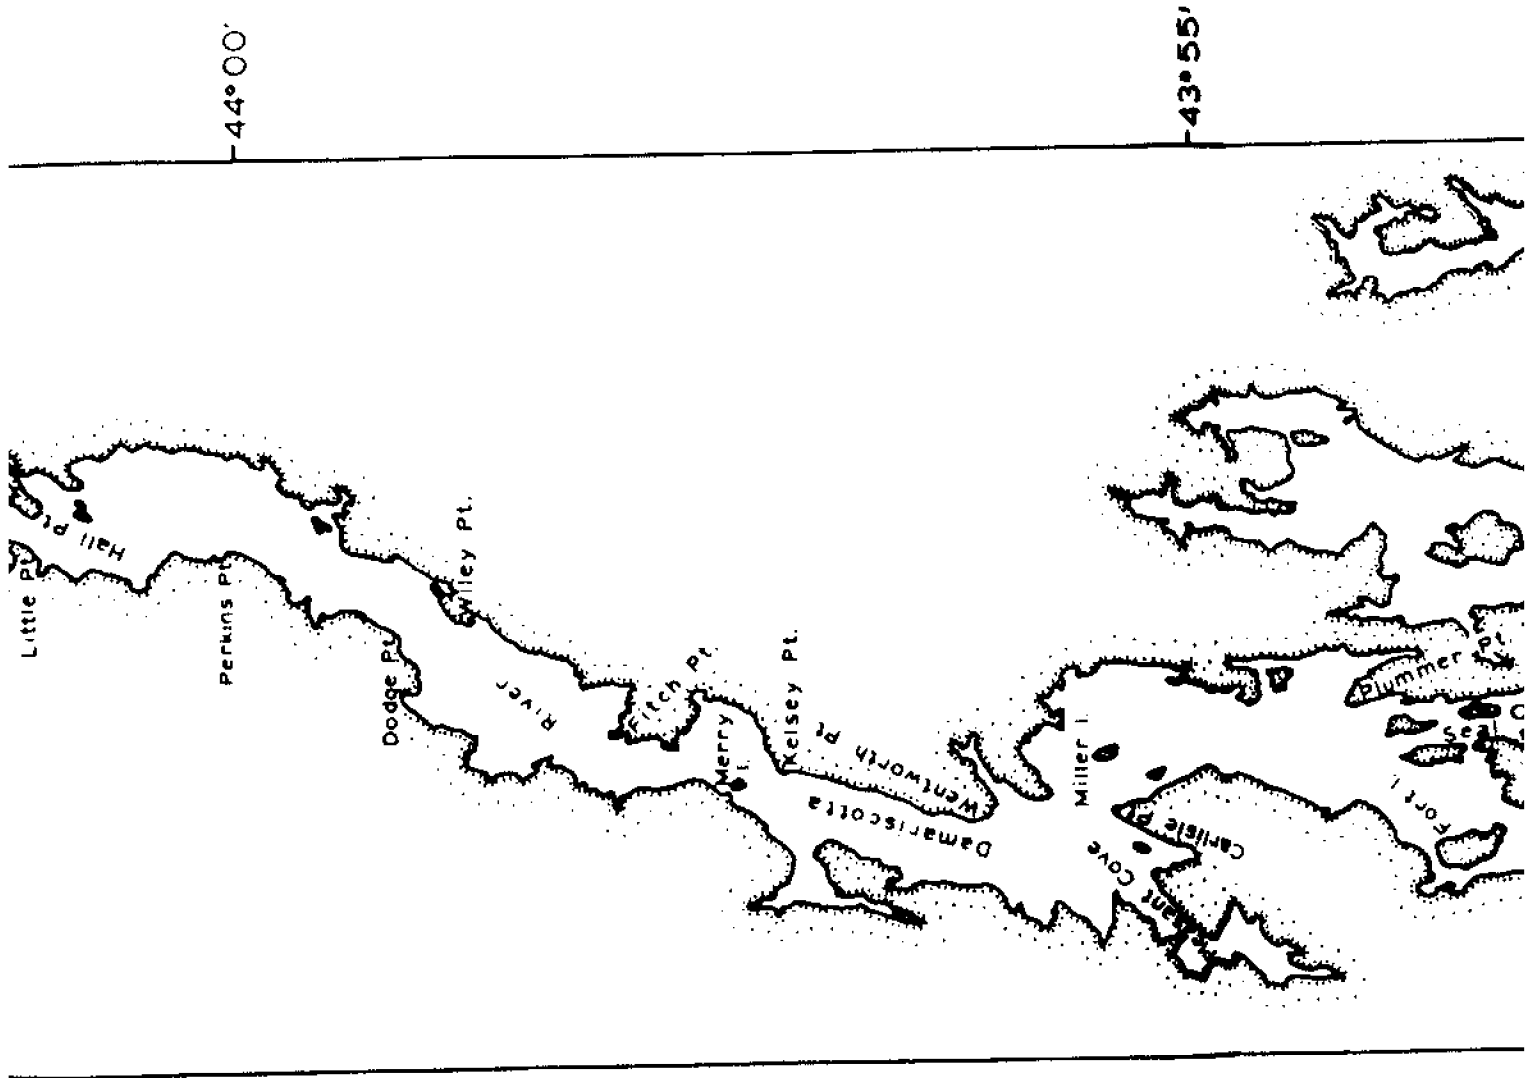 44°00'
43°55'
Hall Pt
Little Pt
Perkins Pt
Dodge Pt
Wiley Pt.
River
Fitch Pt
Merry I.
Kelsey Pt.
Wentworth Pt
Damariscotta
Miller I.
Carlisle Pt
Cove
Plummer Pt.
Seal
Fort I.